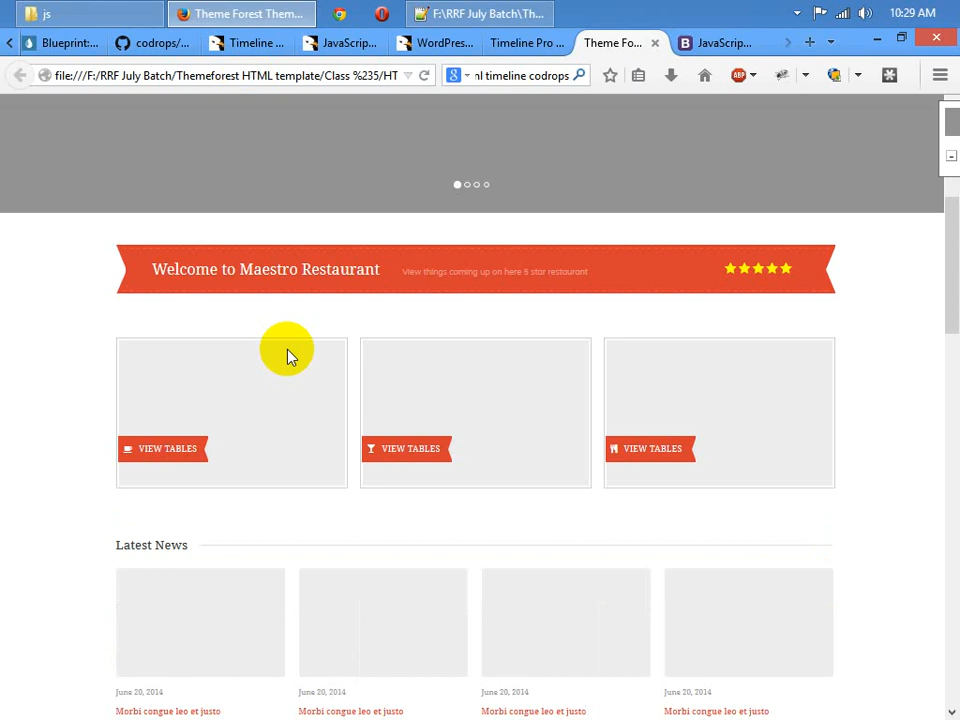 js
Theme Forest Them...
F:\RRF July Batch\Th...
10:29 AM
Blueprint:...
codrops/...
Timeline ...
JavaScrip...
WordPres...
Timeline Pro ...
Theme Fo...
JavaScrip...
file:///F:/RRF July Batch/Themeforest HTML template/Class %235/HT
nl timeline codrops
ABP
Welcome to Maestro Restaurant
View things coming up on here 5 star restaurant
VIEW TABLES
VIEW TABLES
VIEW TABLES
Latest News
June 20, 2014
June 20, 2014
June 20, 2014
June 20, 2014
Morbi congue leo et justo
Morbi congue leo et justo
Morbi congue leo et justo
Morbi congue leo et justo